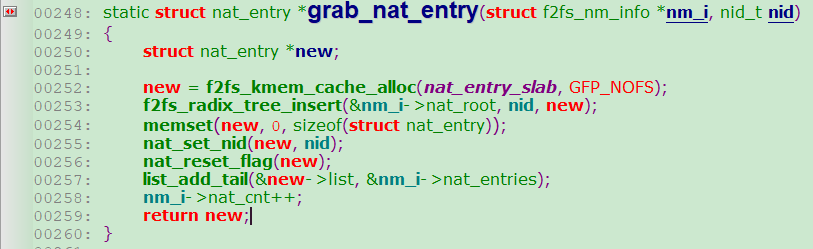 00248: static struct nat_entry *grab_nat_entry(struct f2fs_nm_info *nm_i, nid_t nid)
00249: {
00250: struct nat_entry *new;
00251:
00252: new = f2fs_kmem_cache_alloc(nat_entry_slab, GFP_NOFS);
00253: f2fs_radix_tree_insert(&nm_i->nat_root, nid, new);
00254: memset(new, 0, sizeof(struct nat_entry));
00255: nat_set_nid(new, nid);
00256: nat_reset_flag(new);
00257: list_add_tail(&new->list, &nm_i->nat_entries);
00258: nm_i->nat_cnt++;
00259: return new;
00260: }